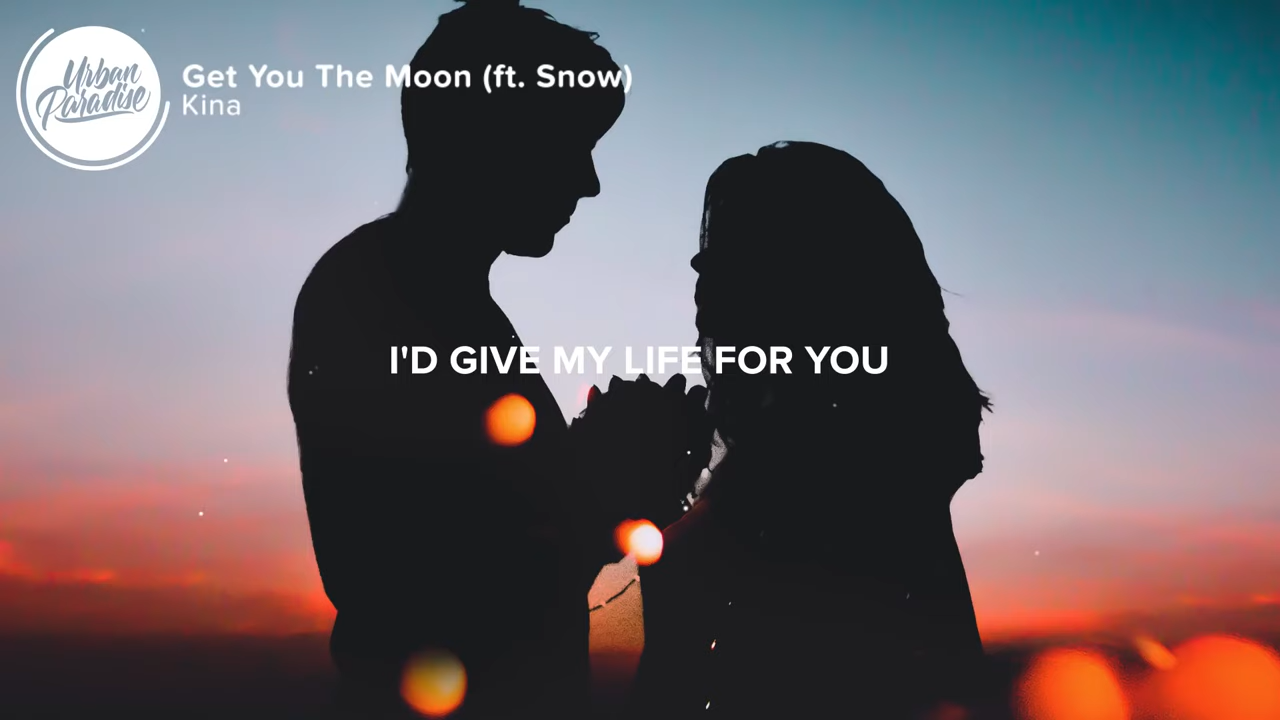 Urban
Paradise
Get You The Moon (ft. Snow)
Kina
I'D GIVE MY LIFE FOR YOU